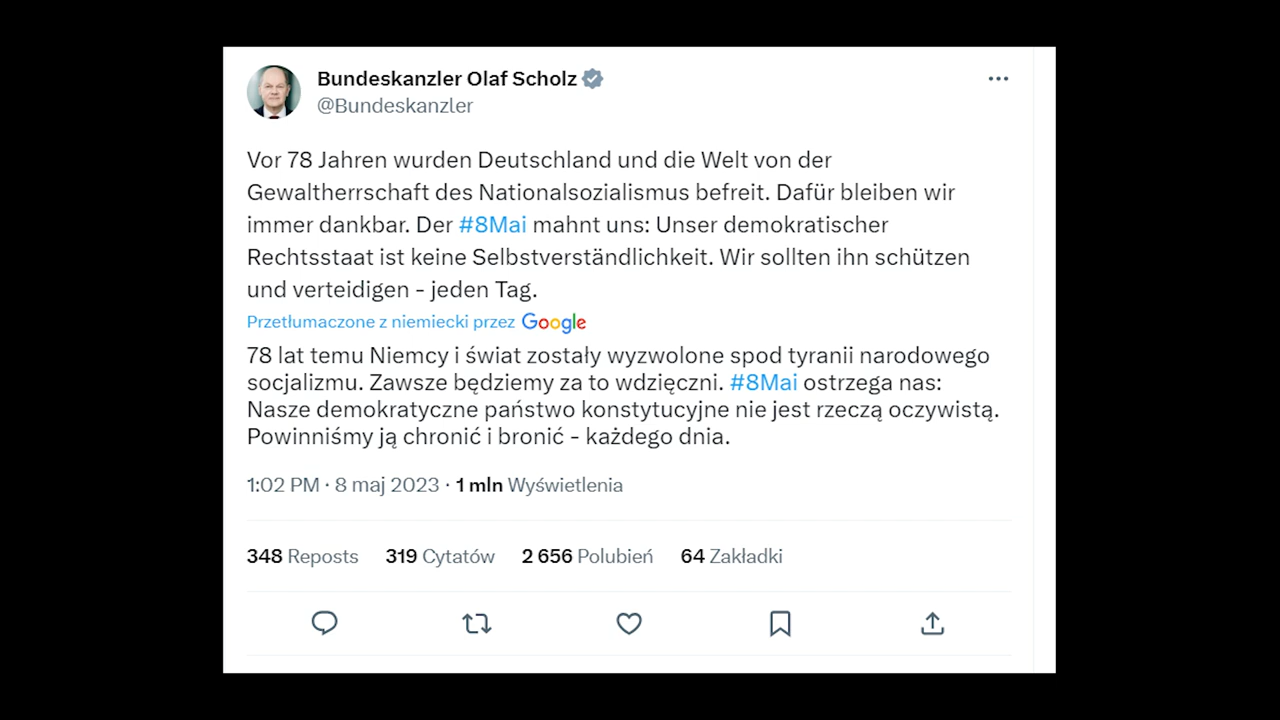 Bundeskanzler Olaf Scholz
@Bundeskanzler
Vor 78 Jahren wurden Deutschland und die Welt von der
Gewaltherrschaft des Nationalsozialismus befreit. Dafür bleiben wir
immer dankbar. Der #8Mai mahnt uns: Unser demokratischer
Rechtsstaat ist keine Selbstverständlichkeit. Wir sollten ihn schützen
und verteidigen - jeden Tag.
Przetłumaczone z niemiecki przez Google
78 lat temu Niemcy i świat zostały wyzwolone spod tyranii narodowego
socjalizmu. Zawsze będziemy za to wdzięczni. #8Mai ostrzega nas:
Nasze demokratyczne państwo konstytucyjne nie jest rzeczą oczywistą.
Powinniśmy ją chronić i bronić - każdego dnia.
1:02 PM · 8 maj 2023 · 1 mln Wyświetlenia
348 Reposts 319 Cytatów 2 656 Polubień 64 Zakładki